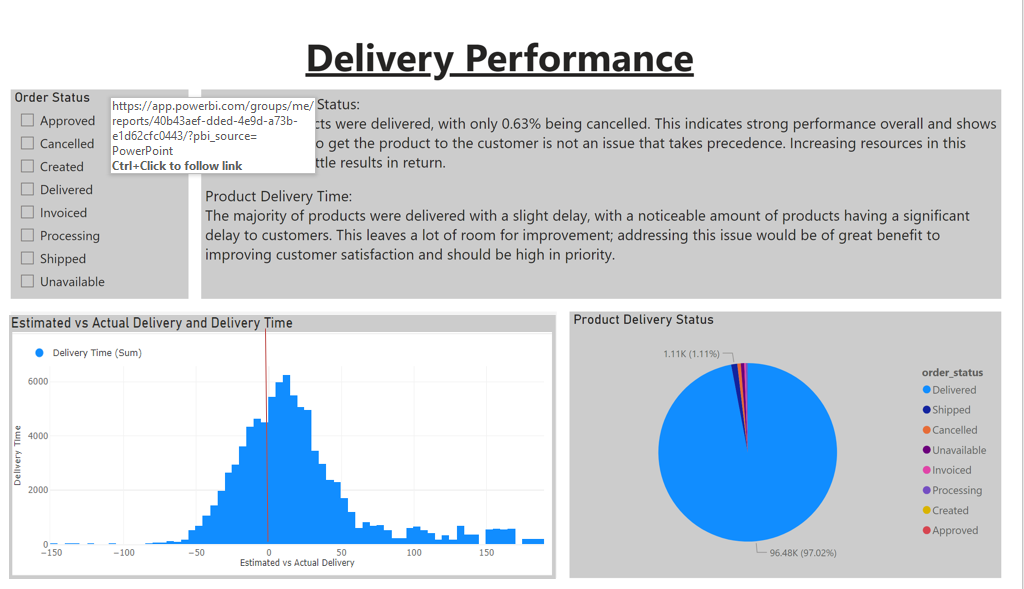 Delivery Performance
Order Status
Approved
Cancelled
Created
Delivered
Invoiced
Processing
Shipped
Unavailable
https://app.powerbi.com/groups/me/
reports/40b43aef-dded-4e9d-a73b-
e1d62cfc0443/?pbi_source=
PowerPoint
Ctrl+Click to follow link
Status:
cts were delivered, with only 0.63% being cancelled. This indicates strong performance overall and shows
o get the product to the customer is not an issue that takes precedence. Increasing resources in this
ttle results in return.
Product Delivery Time:
The majority of products were delivered with a slight delay, with a noticeable amount of products having a significant
delay to customers. This leaves a lot of room for improvement; addressing this issue would be of great benefit to
improving customer satisfaction and should be high in priority.
Estimated vs Actual Delivery and Delivery Time
Delivery Time (Sum)
Delivery Time
6000
4000
2000
0
−150
−100
−50
0
50
100
150
Estimated vs Actual Delivery
Product Delivery Status
1.11K (1.11%)
96.48K (97.02%)
order_status
Delivered
Shipped
Cancelled
Unavailable
Invoiced
Processing
Created
Approved